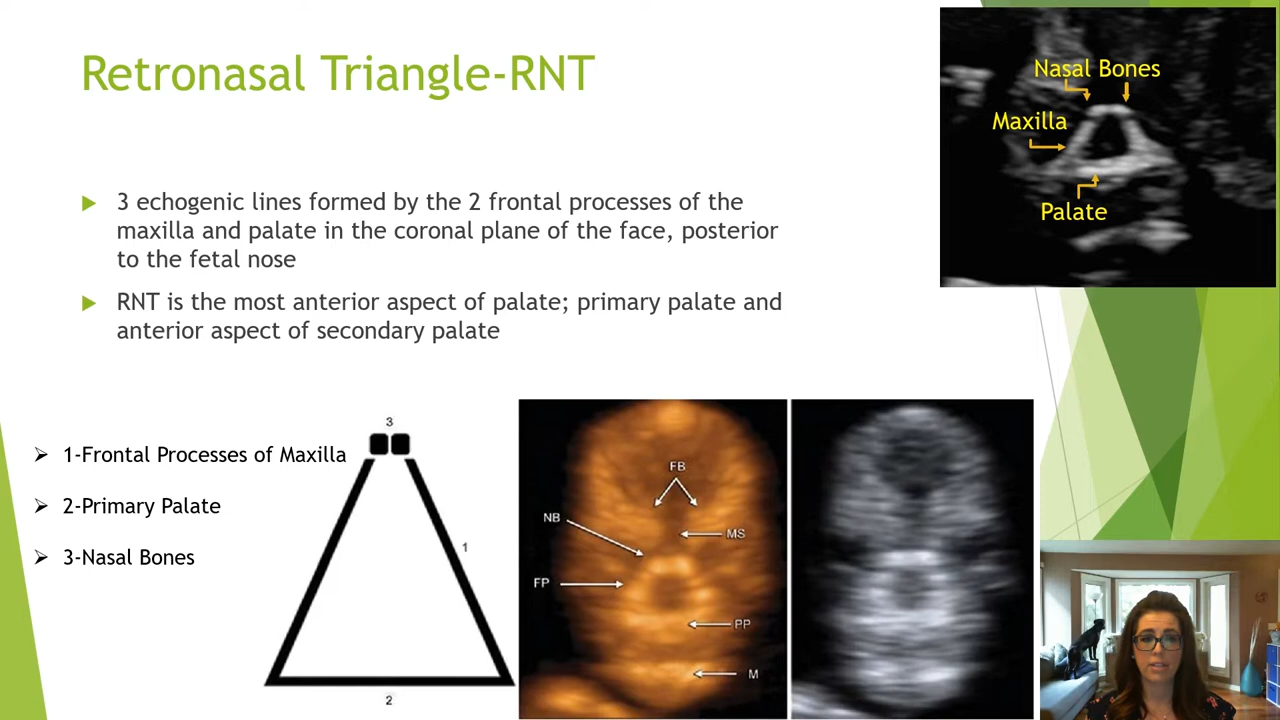 Retronasal Triangle-RNT
3 echogenic lines formed by the 2 frontal processes of the
maxilla and palate in the coronal plane of the face, posterior
to the fetal nose
RNT is the most anterior aspect of palate; primary palate and
anterior aspect of secondary palate
Nasal Bones
Maxilla
Palate
1-Frontal Processes of Maxilla
2-Primary Palate
3-Nasal Bones
3
1
2
FB
NB
MS
FP
PP
M